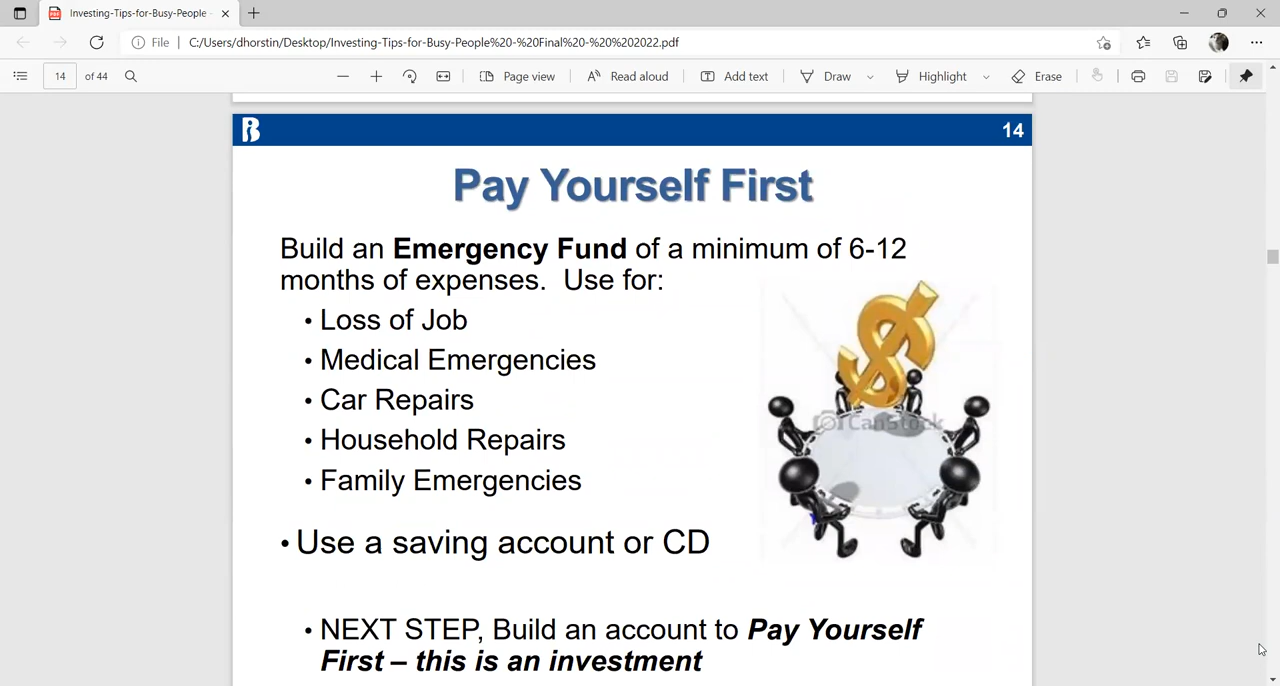 Investing-Tips-for-Busy-People -
File | C:/Users/dhorstin/Desktop/Investing-Tips-for-Busy-People%20-%20Final%20-%20%202022.pdf
14 of 44 Page view Read aloud Add text Draw Highlight Erase
B 14
Pay Yourself First
Build an Emergency Fund of a minimum of 6-12
months of expenses. Use for:
• Loss of Job
• Medical Emergencies
• Car Repairs
• Household Repairs
• Family Emergencies
CanStock
• Use a saving account or CD
• NEXT STEP, Build an account to Pay Yourself
First – this is an investment